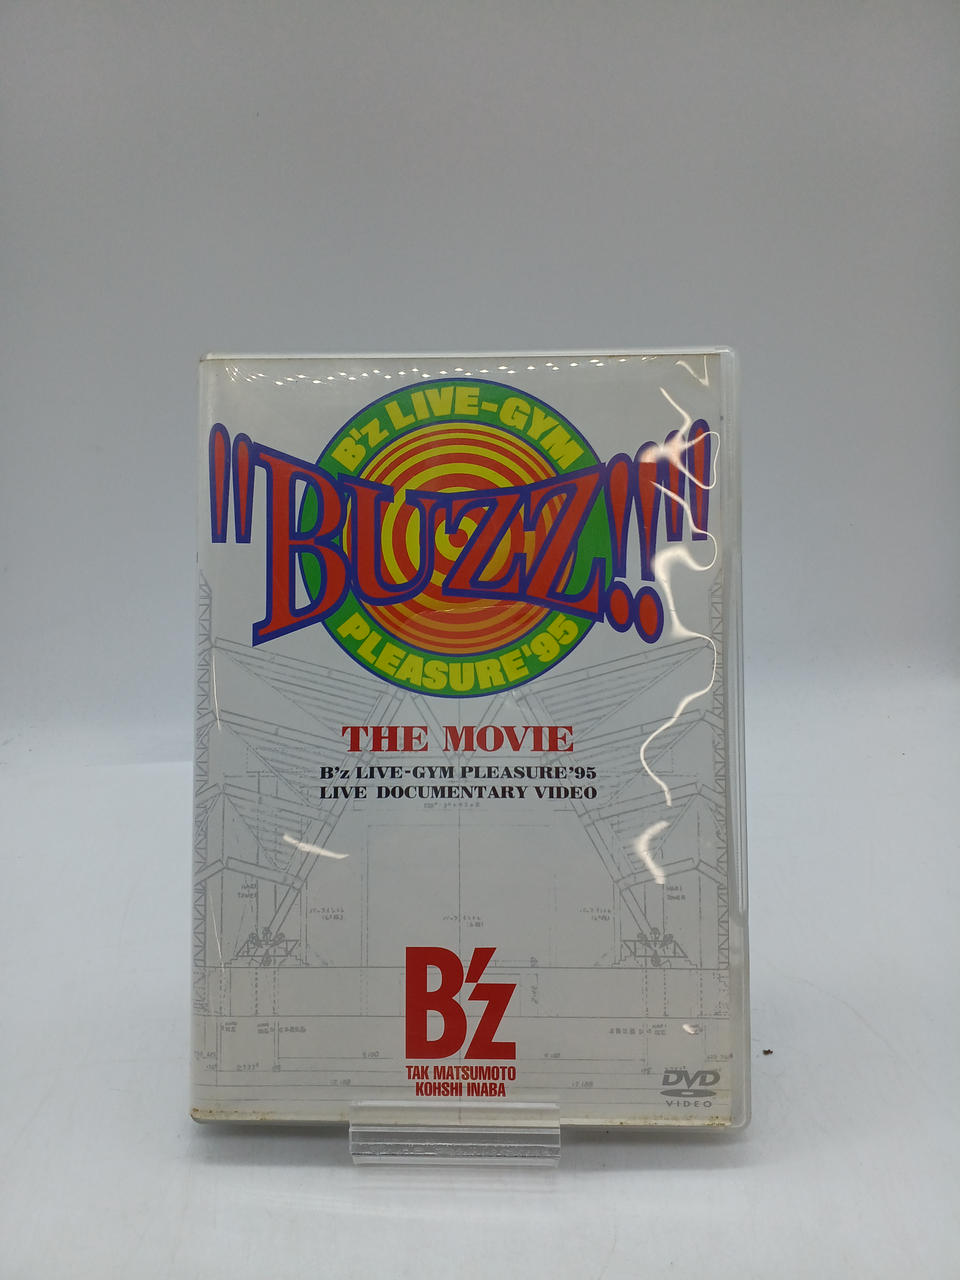 B'z LIVE-GYM
"BUZZ!!"
PLEASURE'95
THE MOVIE
B'z LIVE-GYM PLEASURE'95
LIVE DOCUMENTARY VIDEO
B'z
TAK MATSUMOTO
KOHSHI INABA
DVD
VIDEO